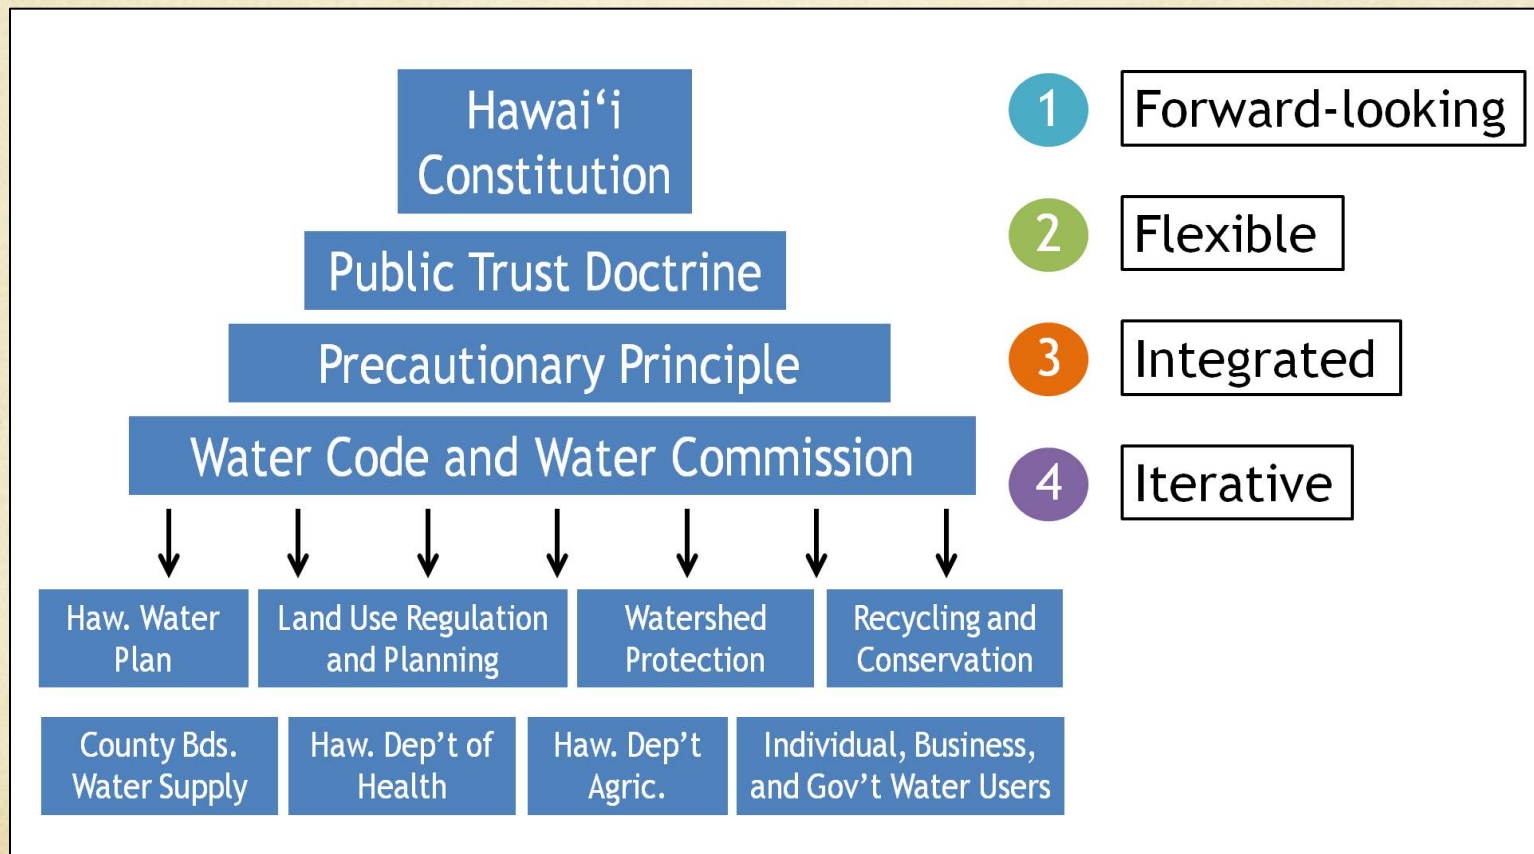 Hawai‘i
Constitution
Public Trust Doctrine
Precautionary Principle
Water Code and Water Commission
Haw. Water
Plan
Land Use Regulation
and Planning
Watershed
Protection
Recycling and
Conservation
County Bds.
Water Supply
Haw. Dep’t of
Health
Haw. Dep’t
Agric.
Individual, Business,
and Gov’t Water Users
1 Forward-looking
2 Flexible
3 Integrated
4 Iterative